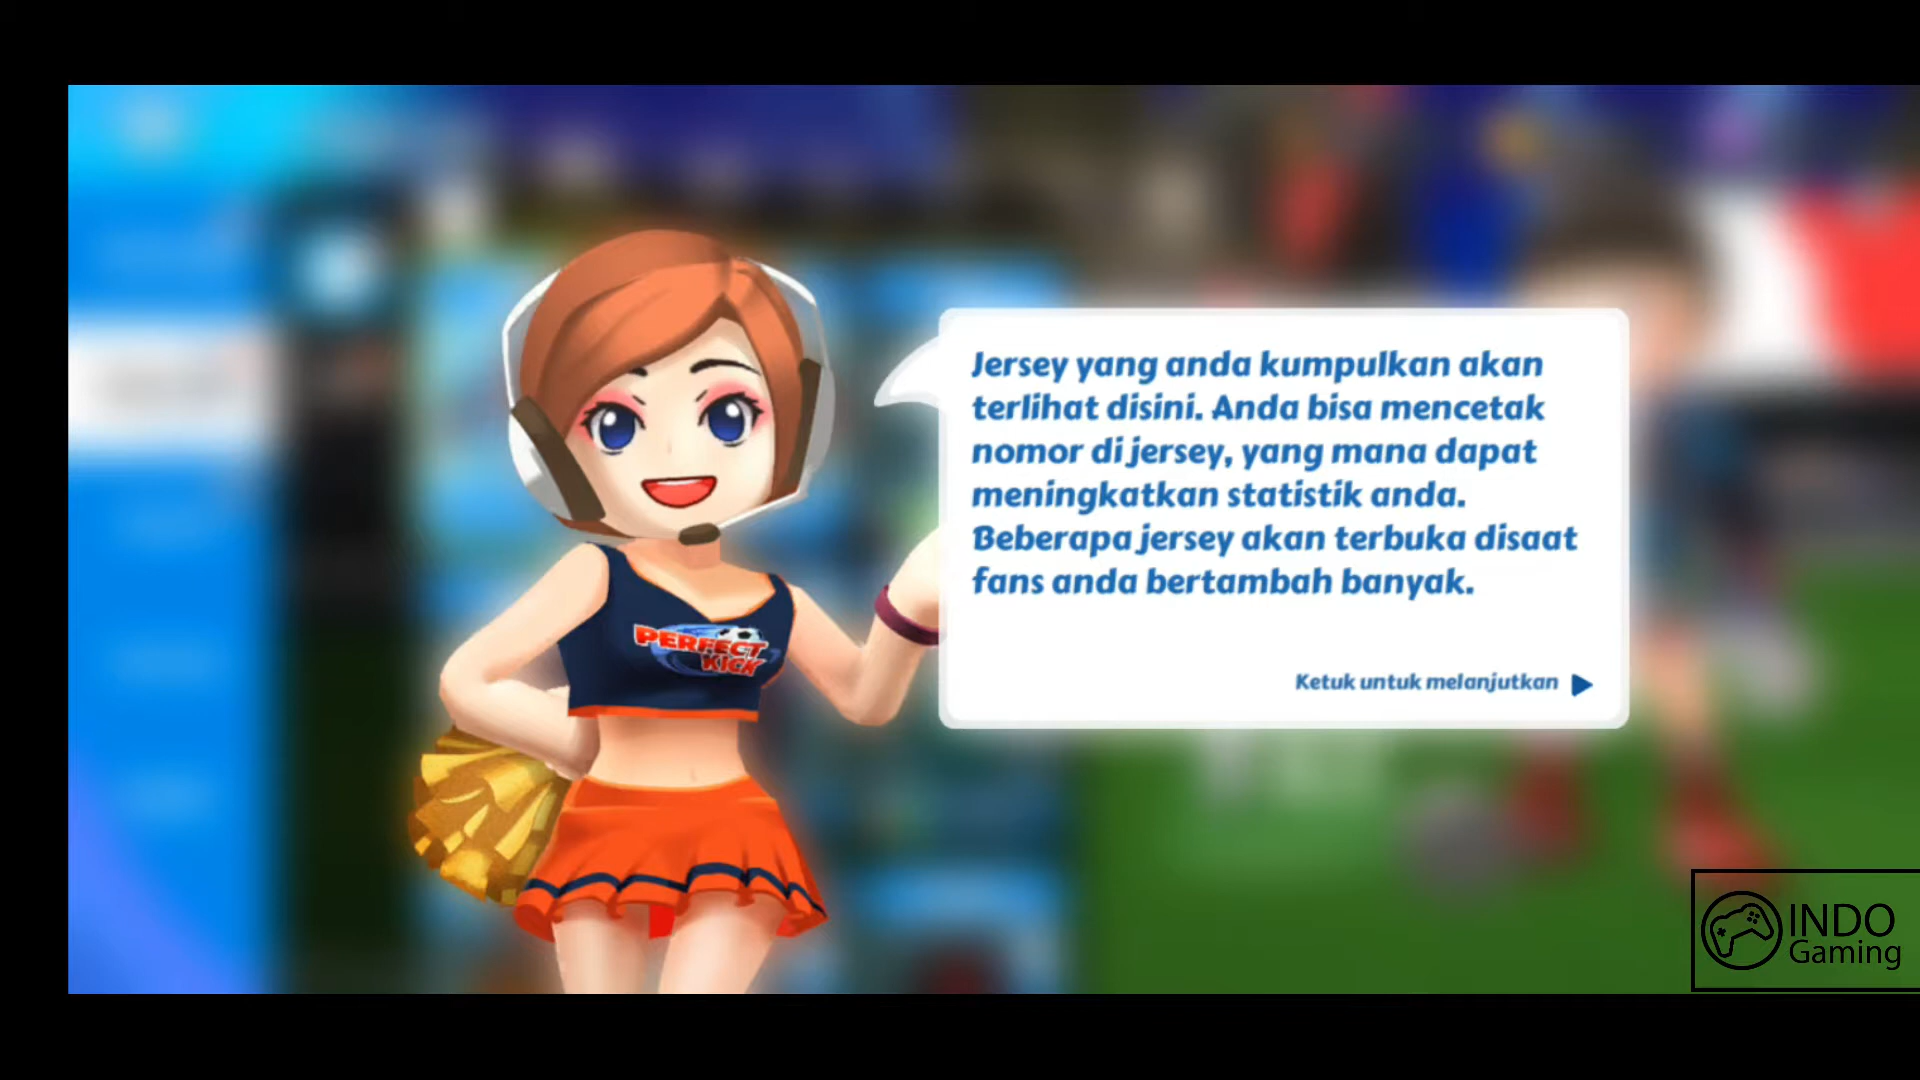 Jersey yang anda kumpulkan akan
terlihat disini. Anda bisa mencetak
nomor di jersey, yang mana dapat
meningkatkan statistik anda.
Beberapa jersey akan terbuka disaat
fans anda bertambah banyak.
Ketuk untuk melanjutkan
PERFECT
KICK
INDO
Gaming